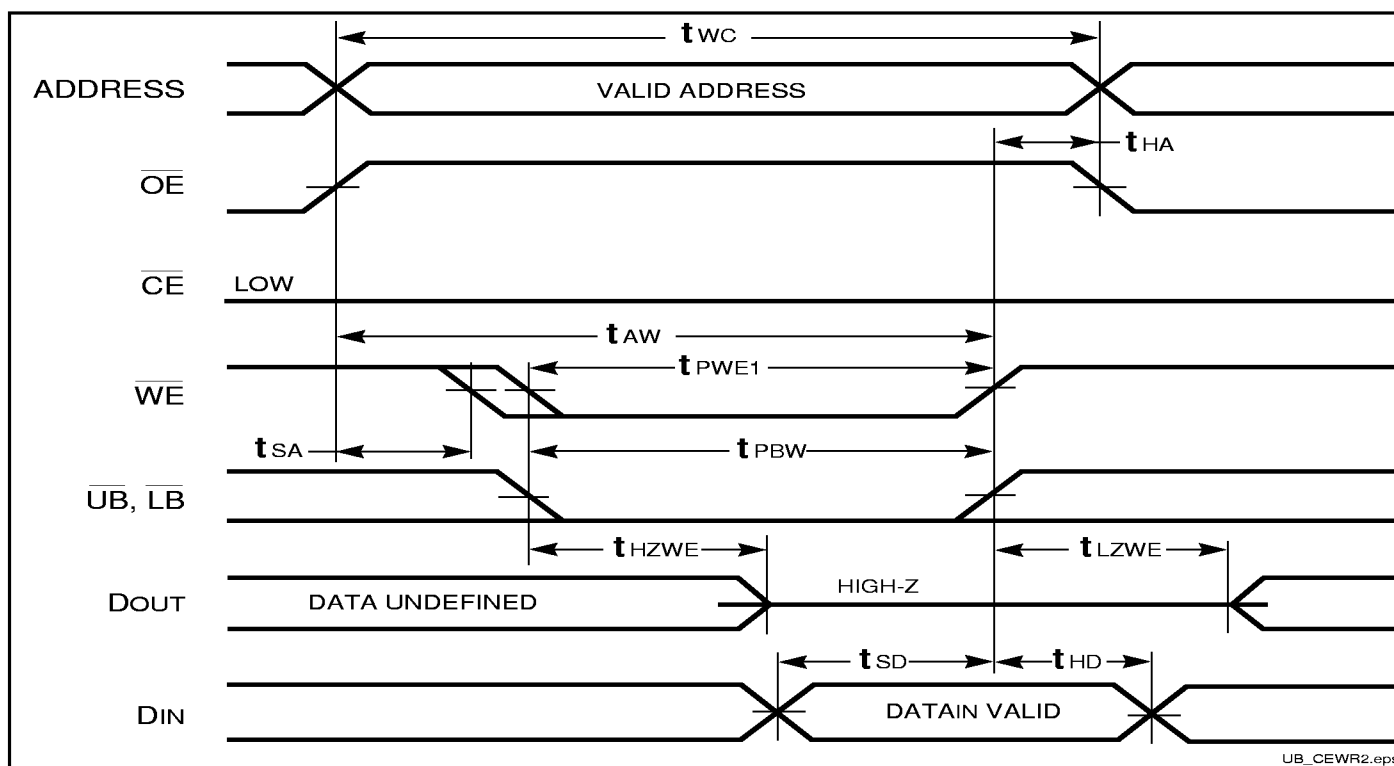 tWC
ADDRESS
VALID ADDRESS
tHA
OE
CE
LOW
tAW
WE
tPWE1
tSA
tPBW
UB, LB
tHZWE
tLZWE
DOUT
DATA UNDEFINED
HIGH-Z
tSD
tHD
DIN
DATAIN VALID
UB_CEWR2.eps